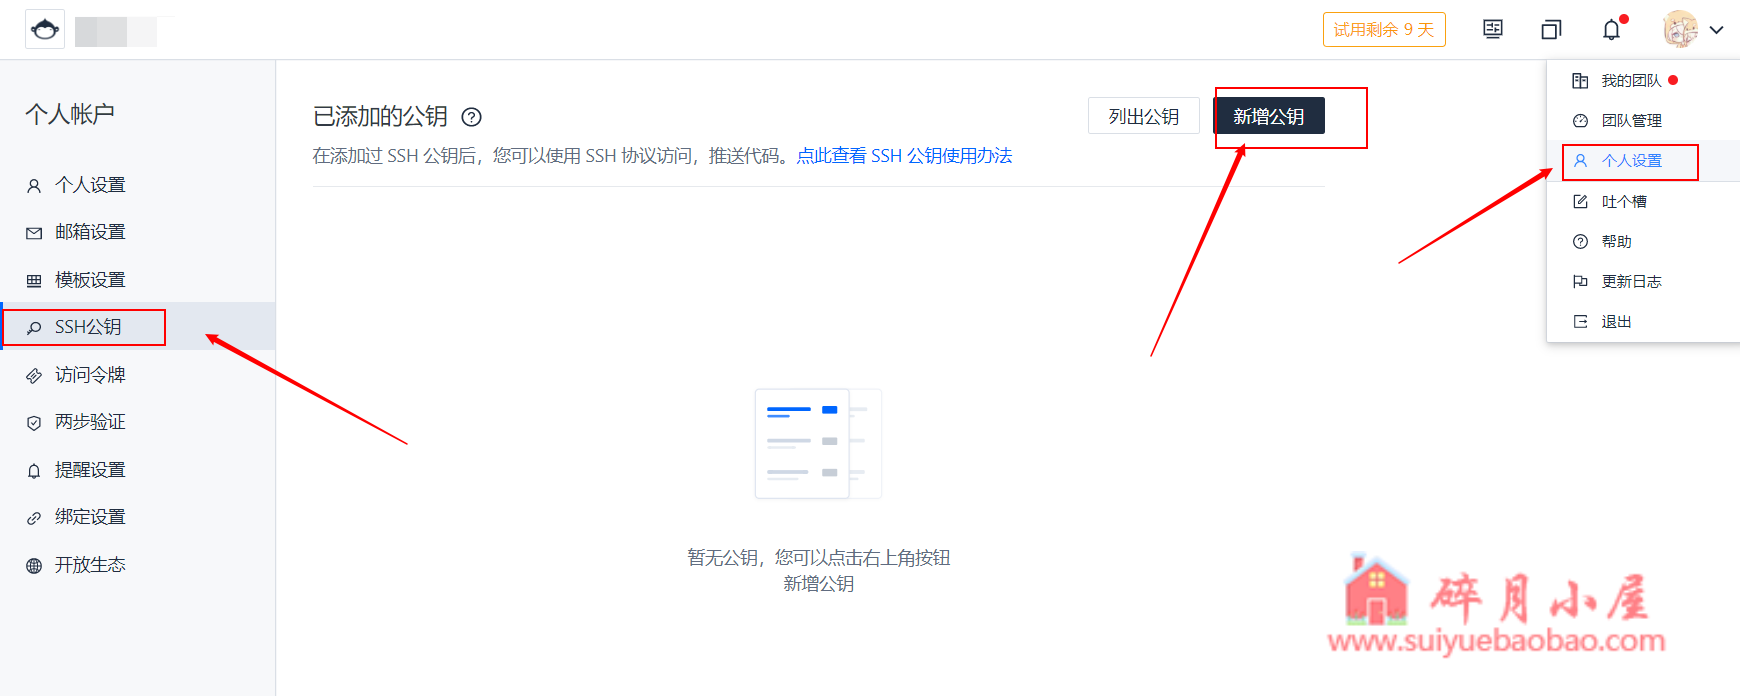 试用剩余 9 天
个人帐户
个人设置
邮箱设置
模板设置
SSH公钥
访问令牌
两步验证
提醒设置
绑定设置
开放生态
已添加的公钥
列出公钥
新增公钥
在添加过 SSH 公钥后，您可以使用 SSH 协议访问，推送代码。点此查看 SSH 公钥使用办法
暂无公钥，您可以点击右上角按钮
新增公钥
我的团队
团队管理
个人设置
吐个槽
帮助
更新日志
退出
碎月小屋
www.suiyuebaobao.com